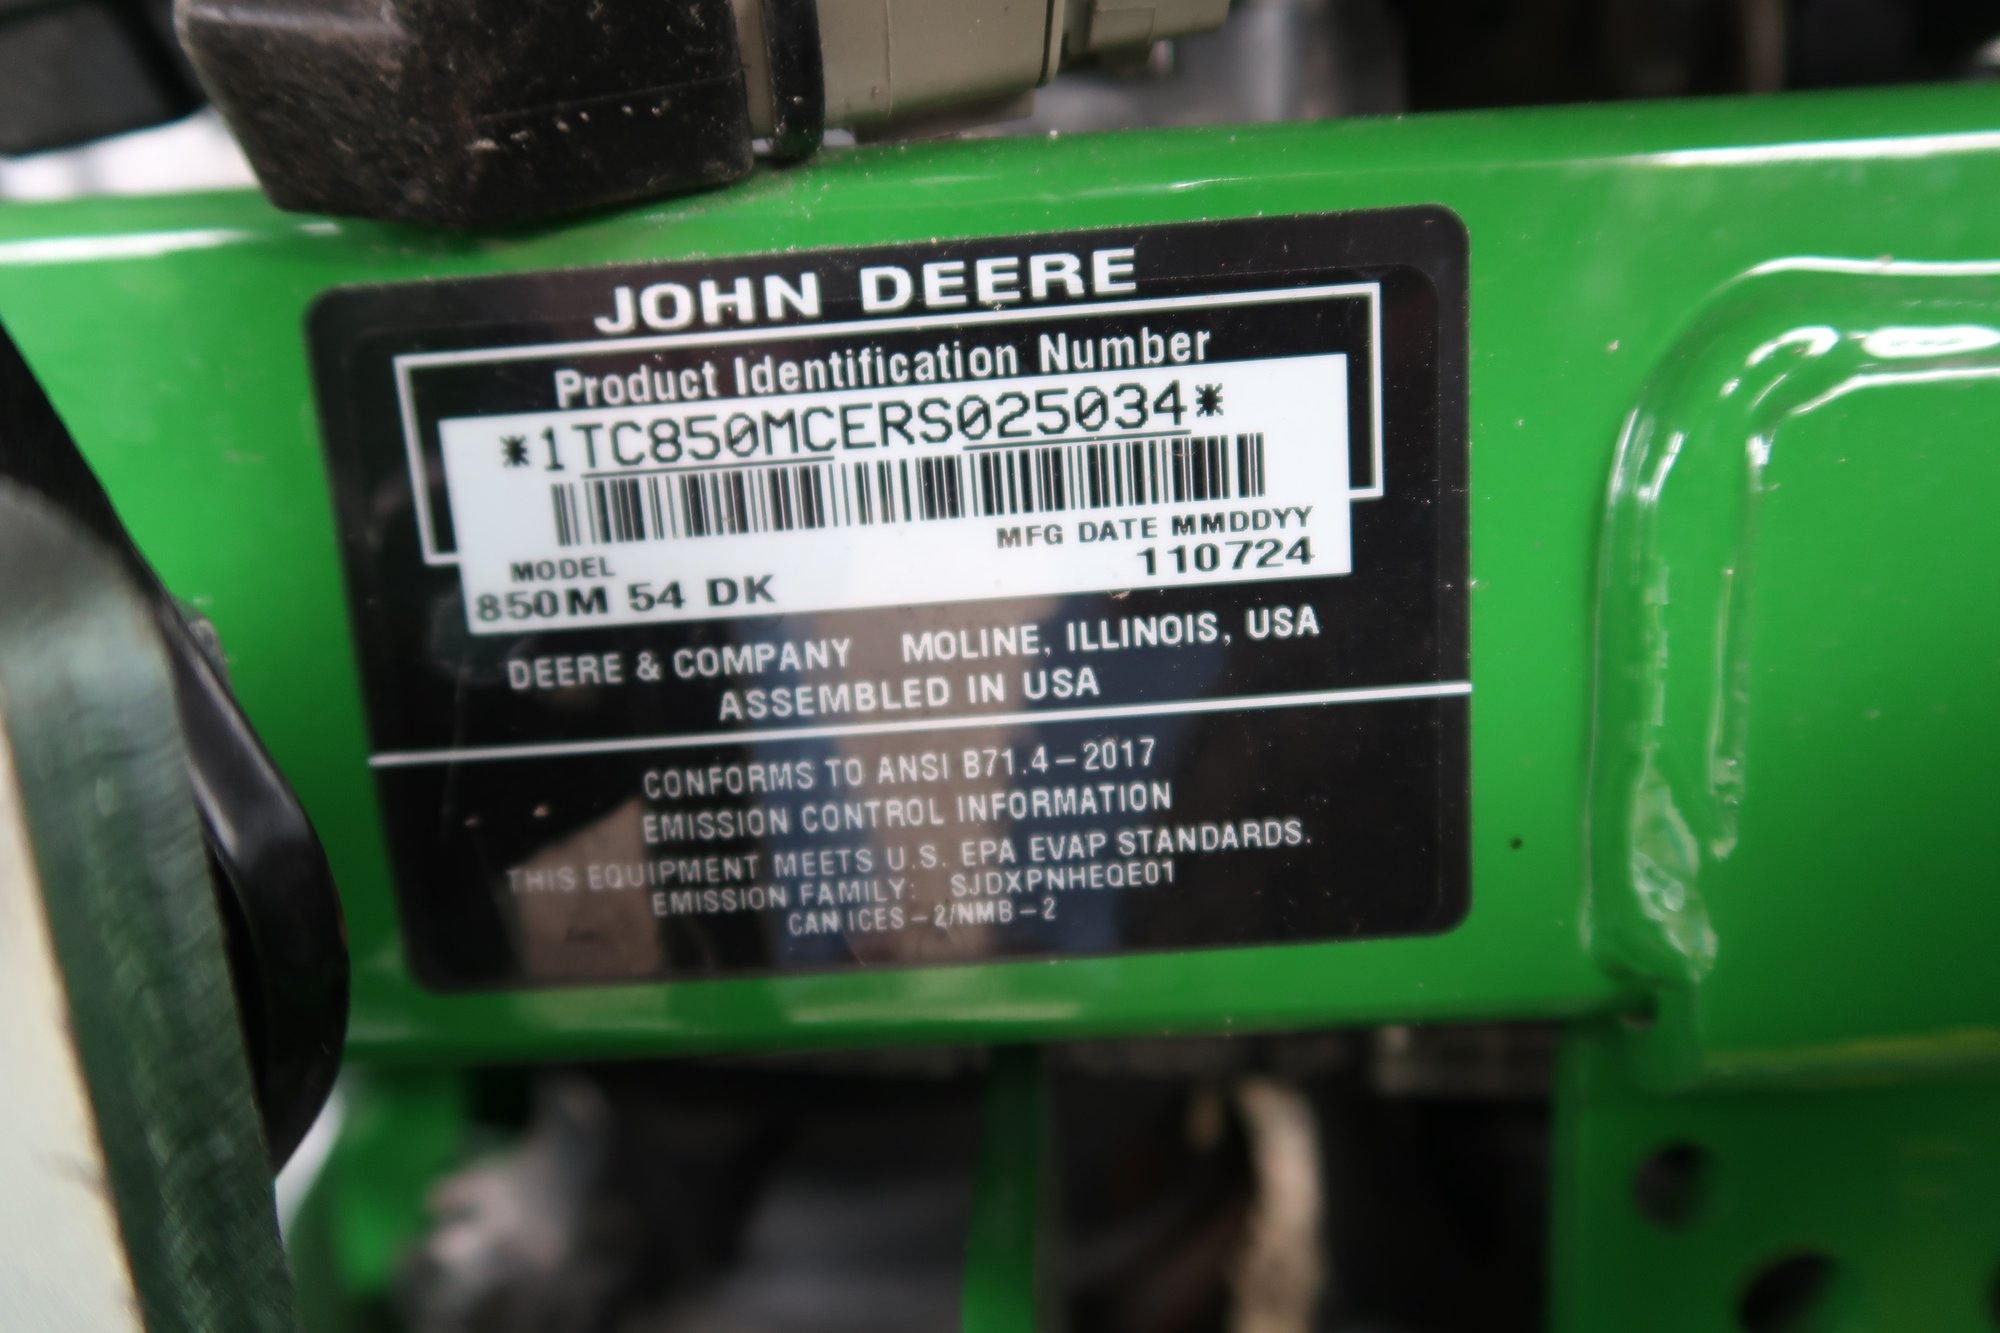 JOHN DEERE
Product Identification Number
*1TC850MCERS025034*
MFG DATE MMDDYY
MODEL 110724
850M 54 DK
DEERE & COMPANY MOLINE, ILLINOIS, USA
ASSEMBLED IN USA
CONFORMS TO ANSI B71.4-2017
EMISSION CONTROL INFORMATION
THIS EQUIPMENT MEETS U.S. EPA EVAP STANDARDS.
EMISSION FAMILY: SJDXPNHEQE01
CAN ICES-2/NMB-2